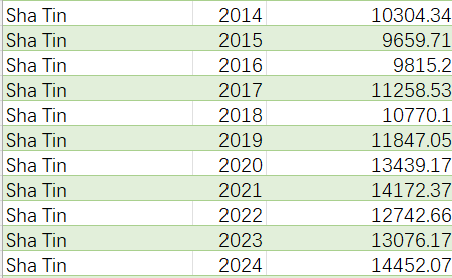 Sha Tin 2014 10304.34
Sha Tin 2015 9659.71
Sha Tin 2016 9815.2
Sha Tin 2017 11258.53
Sha Tin 2018 10770.1
Sha Tin 2019 11847.05
Sha Tin 2020 13439.17
Sha Tin 2021 14172.37
Sha Tin 2022 12742.66
Sha Tin 2023 13076.17
Sha Tin 2024 14452.07